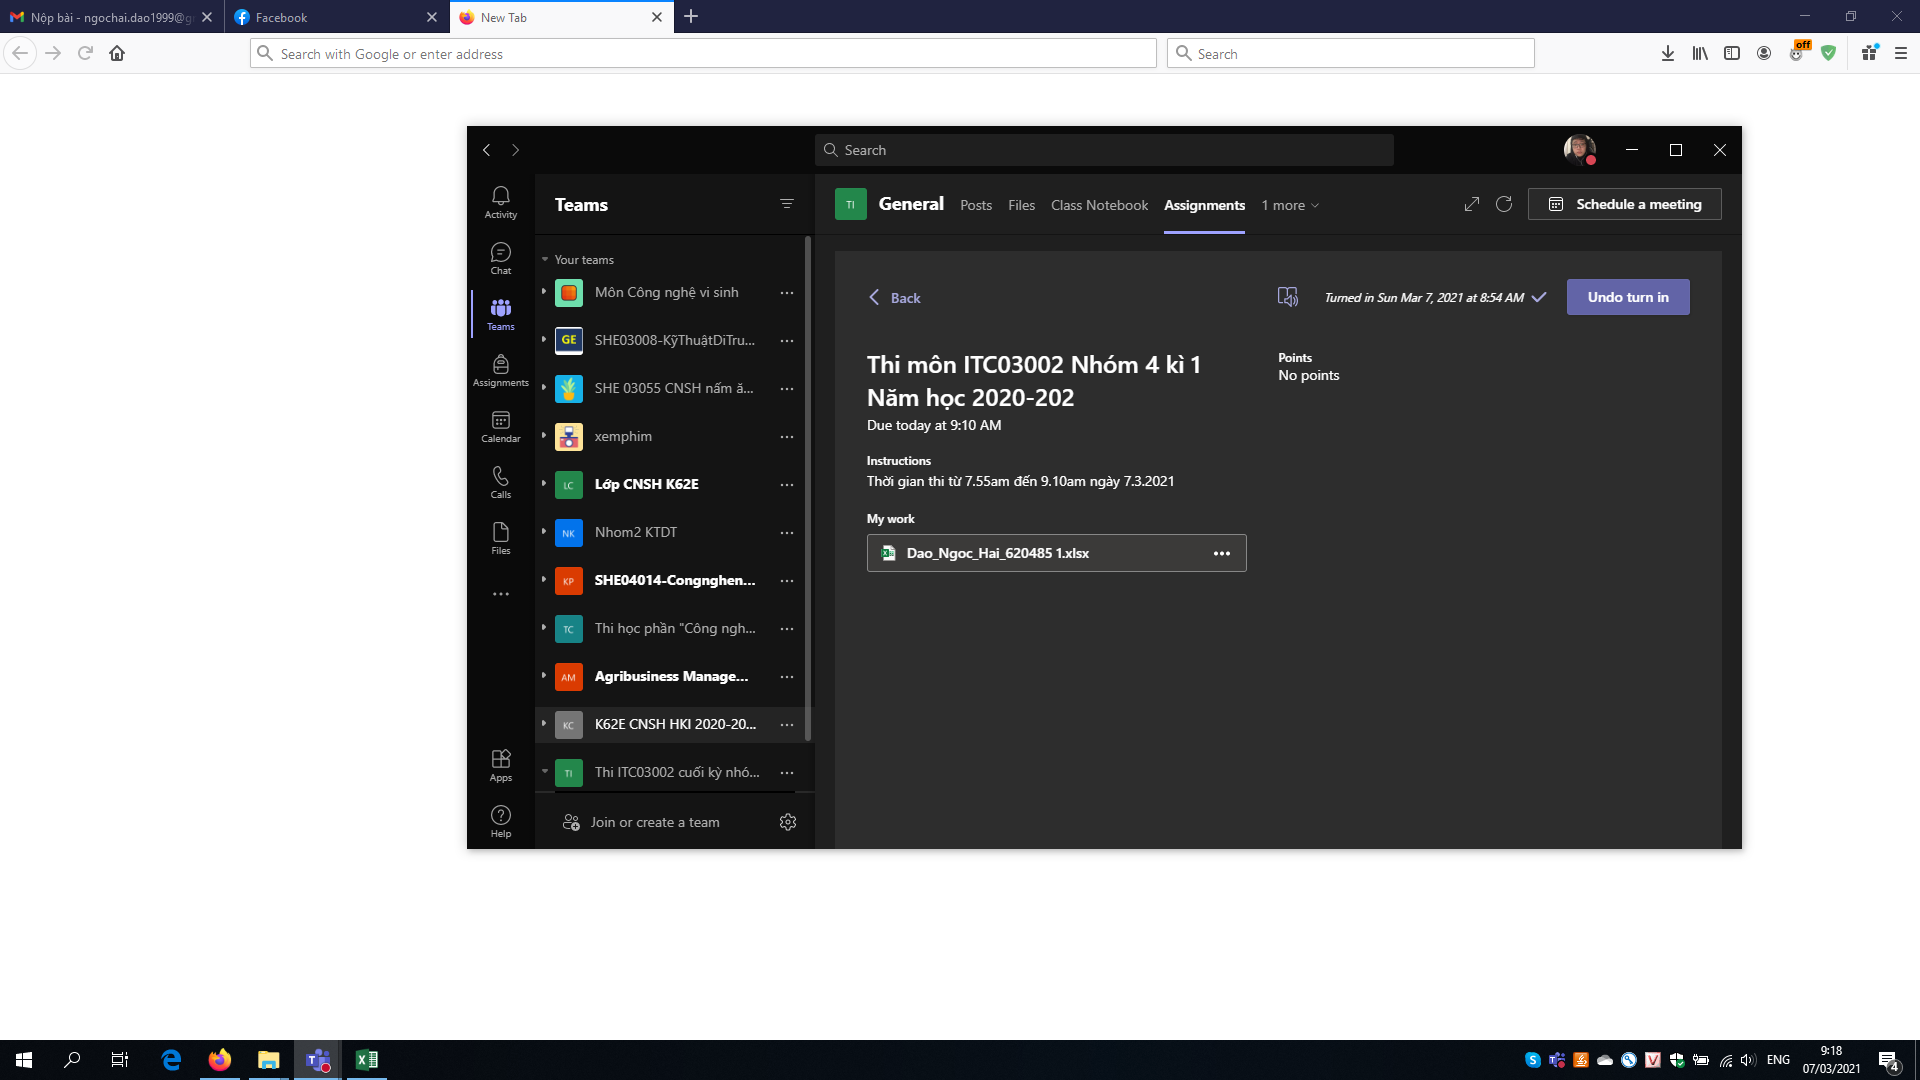 Nộp bài - ngochai.dao1999@g
Facebook
New Tab
Search with Google or enter address
Search
off
Search
Activity
Chat
Teams
Assignments
Calendar
Calls
Files
Apps
Help
Teams
Your teams
Môn Công nghệ vi sinh
GE SHE03008-KỹThuậtDiTru...
SHE 03055 CNSH nấm ă...
xemphim
LC Lớp CNSH K62E
NK Nhom2 KTDT
KP SHE04014-Congnghen...
TC Thi học phần "Công ngh...
AM Agribusiness Manage...
KC K62E CNSH HKI 2020-20...
TI Thi ITC03002 cuối kỳ nhó...
Join or create a team
TI General Posts Files Class Notebook Assignments 1 more
Schedule a meeting
Back
Turned in Sun Mar 7, 2021 at 8:54 AM
Undo turn in
Thi môn ITC03002 Nhóm 4 kì 1
Năm học 2020-202
Due today at 9:10 AM
Points
No points
Instructions
Thời gian thi từ 7.55am đến 9.10am ngày 7.3.2021
My work
Dao_Ngoc_Hai_620485 1.xlsx
ENG
9:18
07/03/2021
4